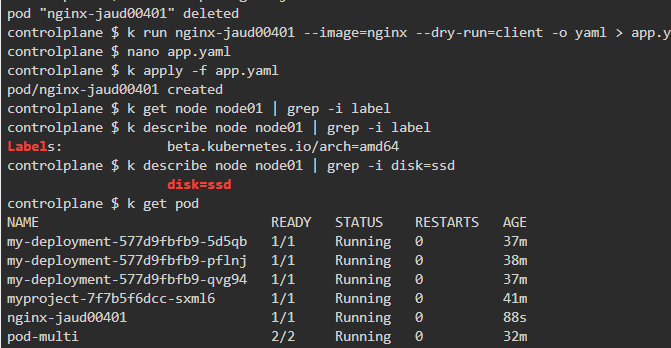 pod "nginx-jaud00401" deleted
controlplane $ k run nginx-jaud00401 --image=nginx --dry-run=client -o yaml > app.y
controlplane $ nano app.yaml
controlplane $ k apply -f app.yaml
pod/nginx-jaud00401 created
controlplane $ k get node node01 | grep -i label
controlplane $ k describe node node01 | grep -i label
Labels:             beta.kubernetes.io/arch=amd64
controlplane $ k describe node node01 | grep -i disk=ssd
                    disk=ssd
controlplane $ k get pod
NAME                             READY   STATUS    RESTARTS   AGE
my-deployment-577d9fbfb9-5d5qb   1/1     Running   0          37m
my-deployment-577d9fbfb9-pflnj   1/1     Running   0          38m
my-deployment-577d9fbfb9-qvg94   1/1     Running   0          37m
myproject-7f7b5f6dcc-sxml6       1/1     Running   0          41m
nginx-jaud00401                  1/1     Running   0          88s
pod-multi                        2/2     Running   0          32m